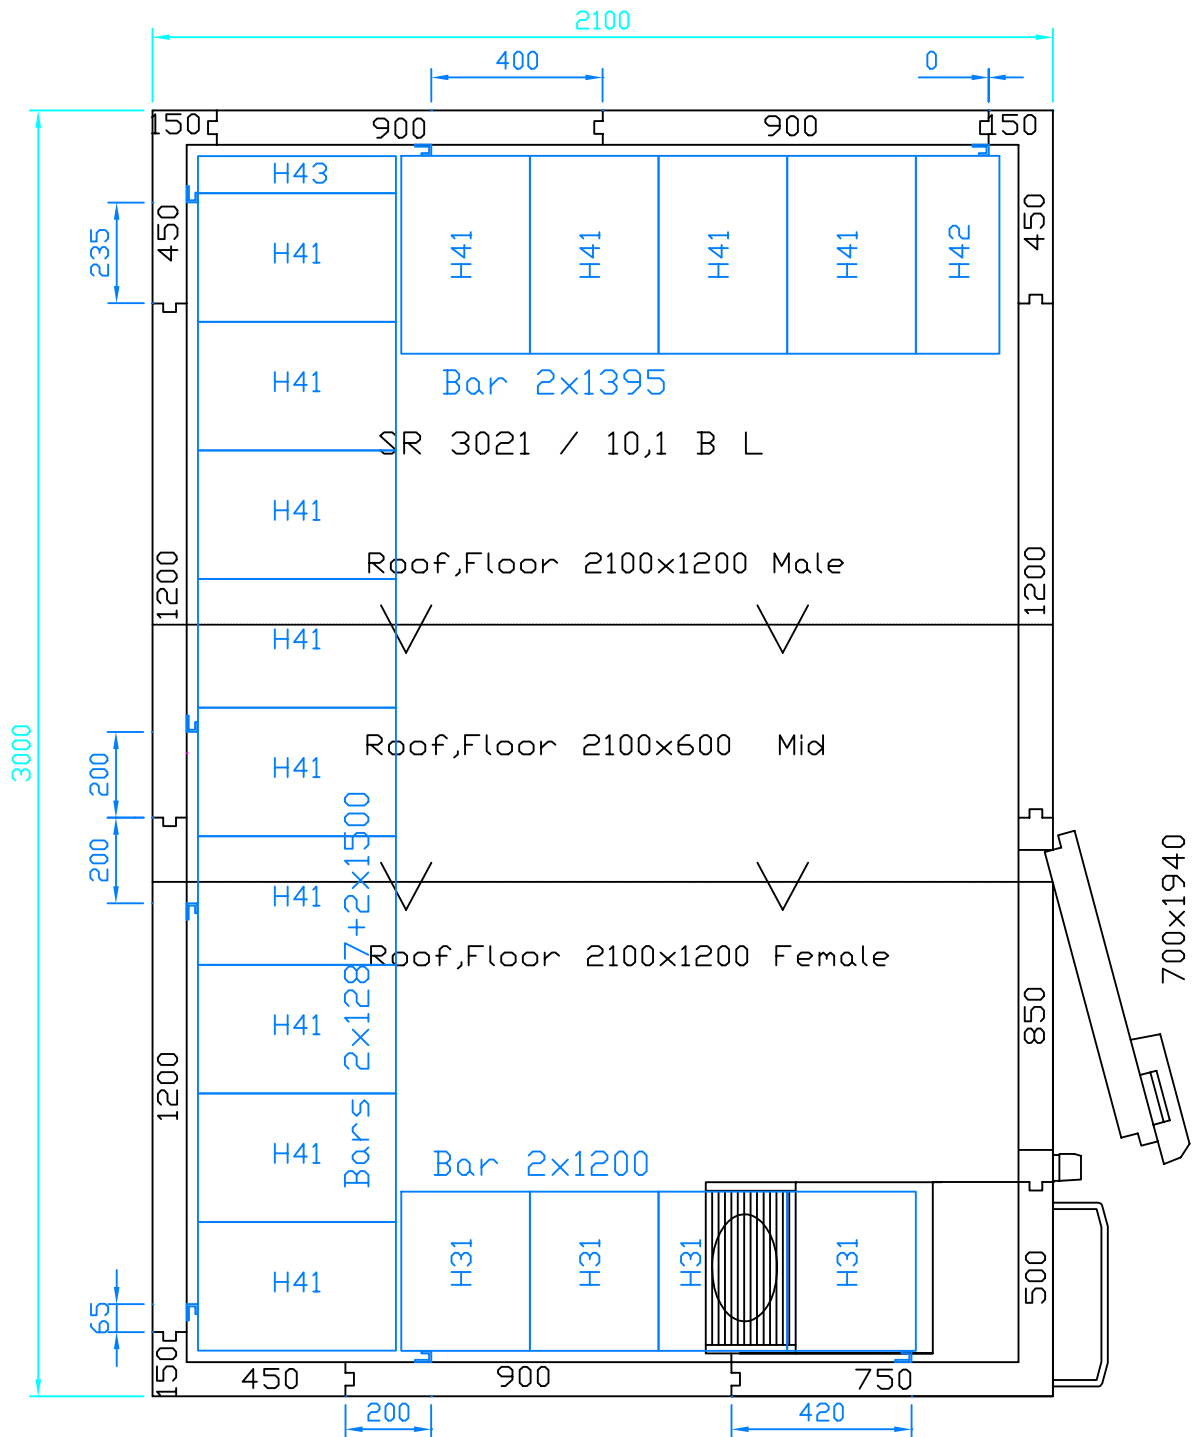 2100
400
0
150
900
900
150
H43
450
235
H41
H41
H41
H41
H41
H42
450
H41
Bar 2x1395
SR 3021 / 10,1 B L
H41
1200
Roof,Floor 2100x1200 Male
1200
H41
3000
200
H41
Roof,Floor 2100x600 Mid
200
H41
Bars 2x1287+2x1500
Roof,Floor 2100x1200 Female
700x1940
H41
850
1200
H41
Bar 2x1200
H31
H31
H31
H31
500
H41
65
150
450
900
750
200
420